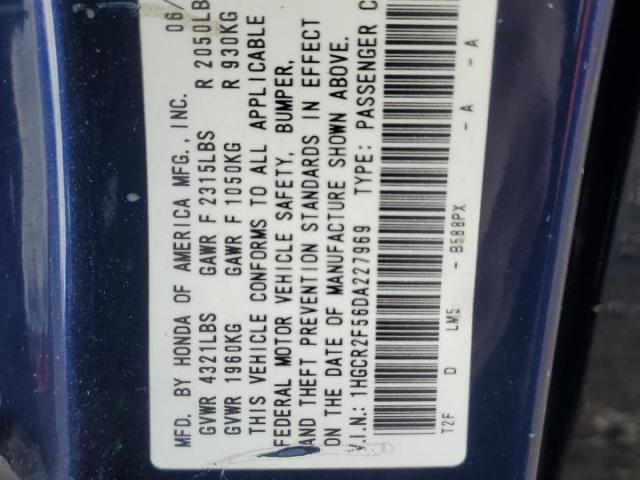 MFD. BY HONDA OF AMERICA MFG., INC. 06/
GVWR 4321LBS GAWR F 2315LBS R 2050LB
GVWR 1960KG GAWR F 1050KG R 930KG
THIS VEHICLE CONFORMS TO ALL APPLICABLE
FEDERAL MOTOR VEHICLE SAFETY, BUMPER,
AND THEFT PREVENTION STANDARDS IN EFFECT
ON THE DATE OF MANUFACTURE SHOWN ABOVE.
V.I.N.: 1HGCR2F56DA227969 TYPE: PASSENGER C
T2F D LM5 - B588PX - A - A